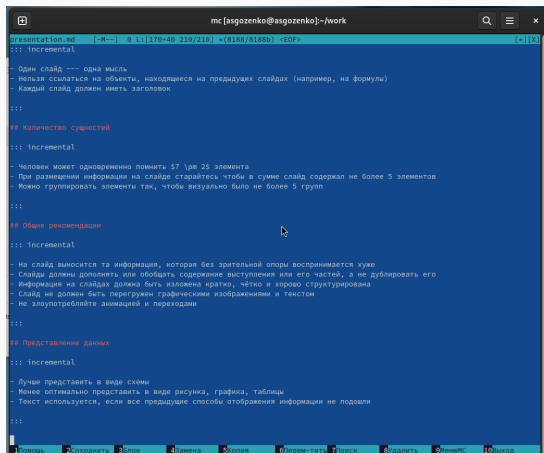 mc [asgozenko@asgozenko]:~/work
presentation.md [-M--] 0 L:[170+40 210/210] *(8188/8188b) <EOF> [*][X]
::: incremental
- Один слайд --- одна мысль
- Нельзя ссылаться на объекты, находящиеся на предыдущих слайдах (например, на формулы)
- Каждый слайд должен иметь заголовок
:::
## Количество сущностей
::: incremental
- Человек может одновременно помнить $7 \pm 2$ элемента
- При размещении информации на слайде старайтесь чтобы в сумме слайд содержал не более 5 элементов
- Можно группировать элементы так, чтобы визуально было не более 5 групп
:::
## Общие рекомендации
::: incremental
- На слайд выносится та информация, которая без зрительной опоры воспринимается хуже
- Слайды должны дополнять или обобщать содержание выступления или его частей, а не дублировать его
- Информация на слайдах должна быть изложена кратко, чётко и хорошо структурирована
- Слайд не должен быть перегружен графическими изображениями и текстом
- Не злоупотребляйте анимацией и переходами
:::
## Представление данных
::: incremental
- Лучше представить в виде схемы
- Менее оптимально представить в виде рисунка, графика, таблицы
- Текст используется, если все предыдущие способы отображения информации не подошли
:::
1Помощь 2Сохранить 3Блок 4Замена 5Копия 6Перем~тить 7Поиск 8Удалить 9МенюMC 10Выход